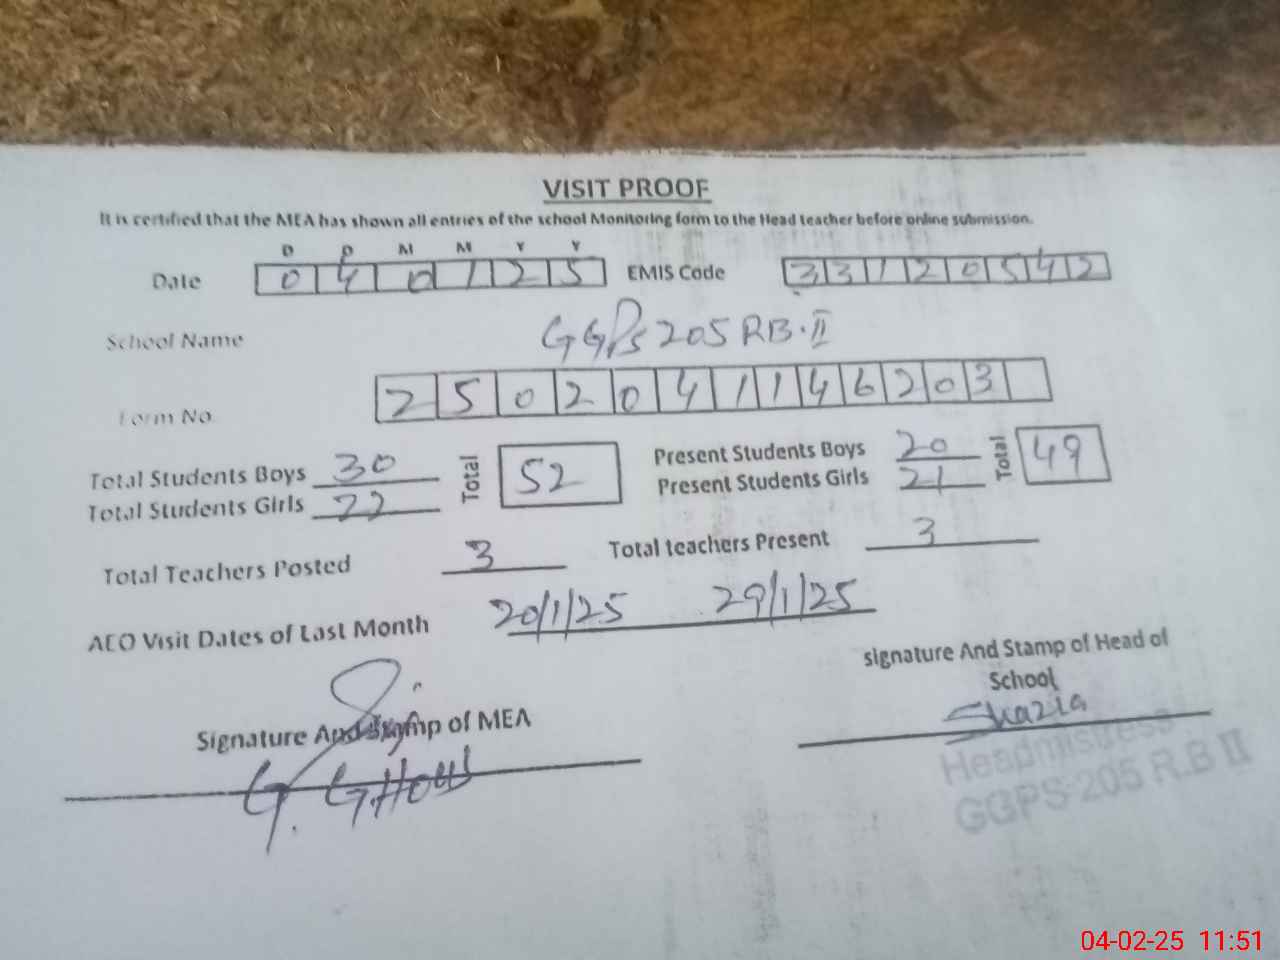 VISIT PROOF
It is certified that the MEA has shown all entries of the school Monitoring form to the Head teacher before online submission.
D D M M Y Y
Date 0 4 0 1 2 5 EMIS Code 3 3 1 2 0 5 4 2
School Name GGPS 205 RB.II
Form No. 2 5 0 2 0 4 1 1 4 6 2 0 3
Total Students Boys 30 Total 52 Present Students Boys 20 Total 49
Total Students Girls 22 Present Students Girls 21
Total Teachers Posted 3 Total teachers Present 3
AEO Visit Dates of Last Month 20/1/25 29/1/25
signature And Stamp of Head of School
Shazia
Signature And Stamp of MEA
Headmistress
GGPS 205 R.B II
04-02-25 11:51